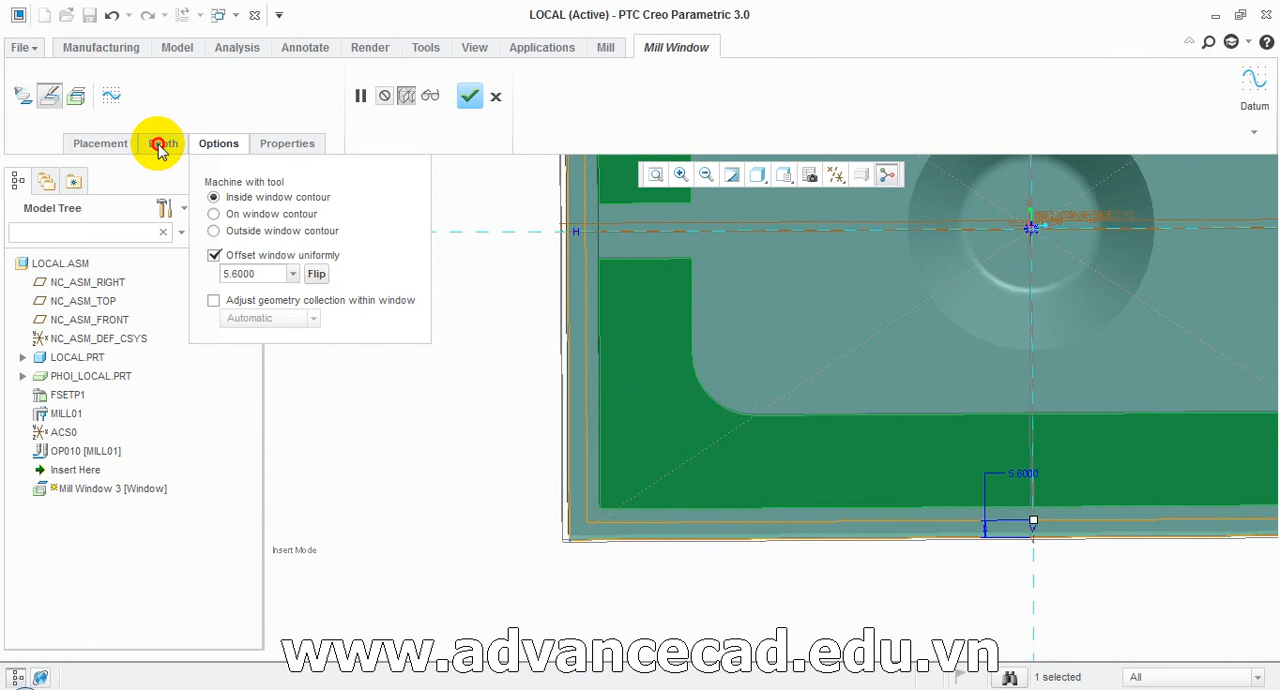 LOCAL (Active) - PTC Creo Parametric 3.0
File Manufacturing Model Analysis Annotate Render Tools View Applications Mill Mill Window
Datum
Placement Depth Options Properties
Model Tree
Machine with tool
Inside window contour
On window contour
Outside window contour
Offset window uniformly
5.6000 Flip
Adjust geometry collection within window
Automatic
LOCAL.ASM
NC_ASM_RIGHT
NC_ASM_TOP
NC_ASM_FRONT
NC_ASM_DEF_CSYS
LOCAL.PRT
PHOI_LOCAL.PRT
FSETP1
MILL01
ACS0
OP010 [MILL01]
Insert Here
Mill Window 3 [Window]
H
5.6000
Insert Mode
www.advancecad.edu.vn
1 selected All